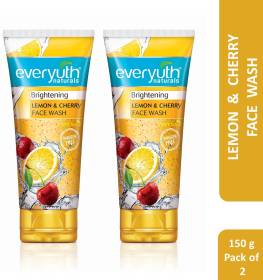 everyuth
naturals
Brightening
LEMON & CHERRY
FACE WASH
everyuth
naturals
Brightening
LEMON & CHERRY
FACE WASH
LEMON & CHERRY
FACE WASH
150 g
Pack of
2